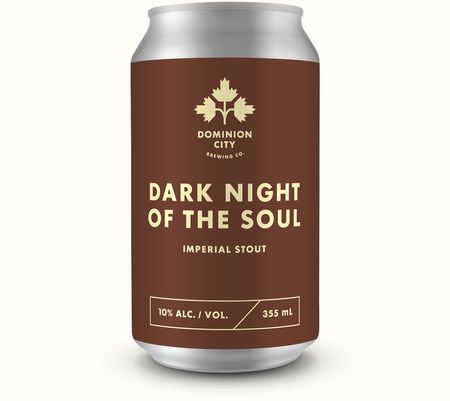 DOMINION
CITY
BREWING CO.
DARK NIGHT
OF THE SOUL
IMPERIAL STOUT
10% ALC. / VOL.
355 mL